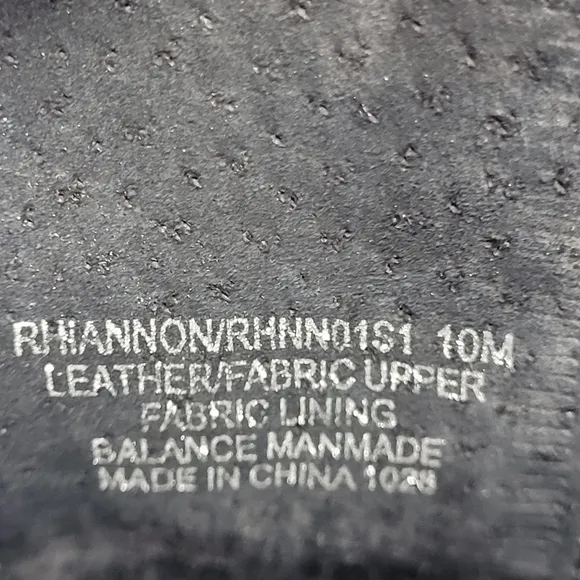 RHIANNON/RHNN01S1 10M
LEATHER/FABRIC UPPER
FABRIC LINING
BALANCE MANMADE
MADE IN CHINA 1028